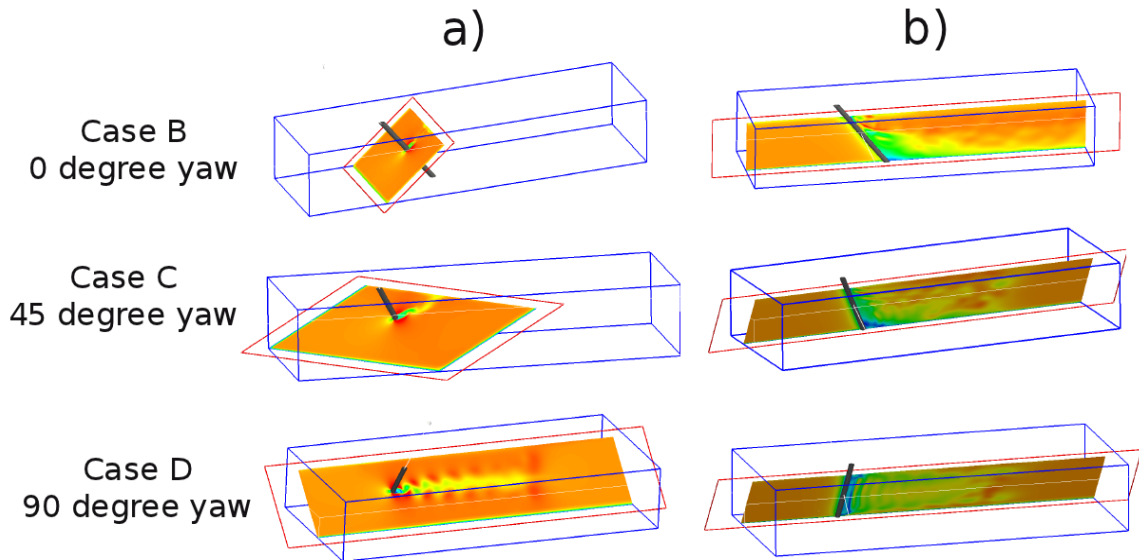 a)
b)
Case B
0 degree yaw
Case C
45 degree yaw
Case D
90 degree yaw